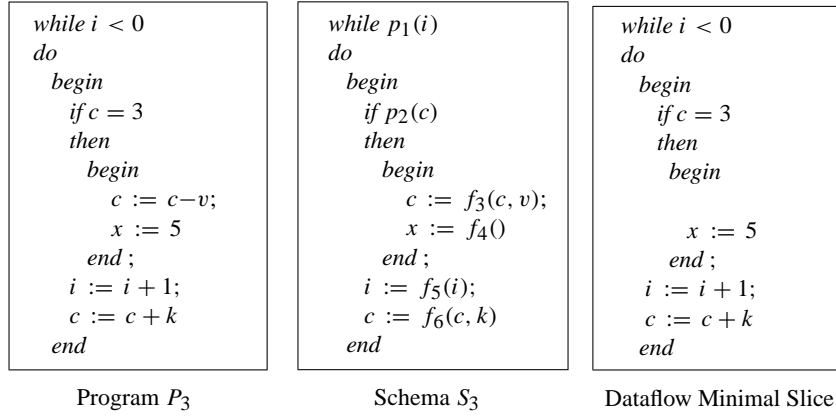 while i < 0
do
begin
if c = 3
then
begin
c := c−v;
x := 5
end ;
i := i + 1;
c := c + k
end
Program P₃
while p₁(i)
do
begin
if p₂(c)
then
begin
c := f₃(c, v);
x := f₄()
end ;
i := f₅(i);
c := f₆(c, k)
end
Schema S₃
while i < 0
do
begin
if c = 3
then
begin
x := 5
end ;
i := i + 1;
c := c + k
end
Dataflow Minimal Slice